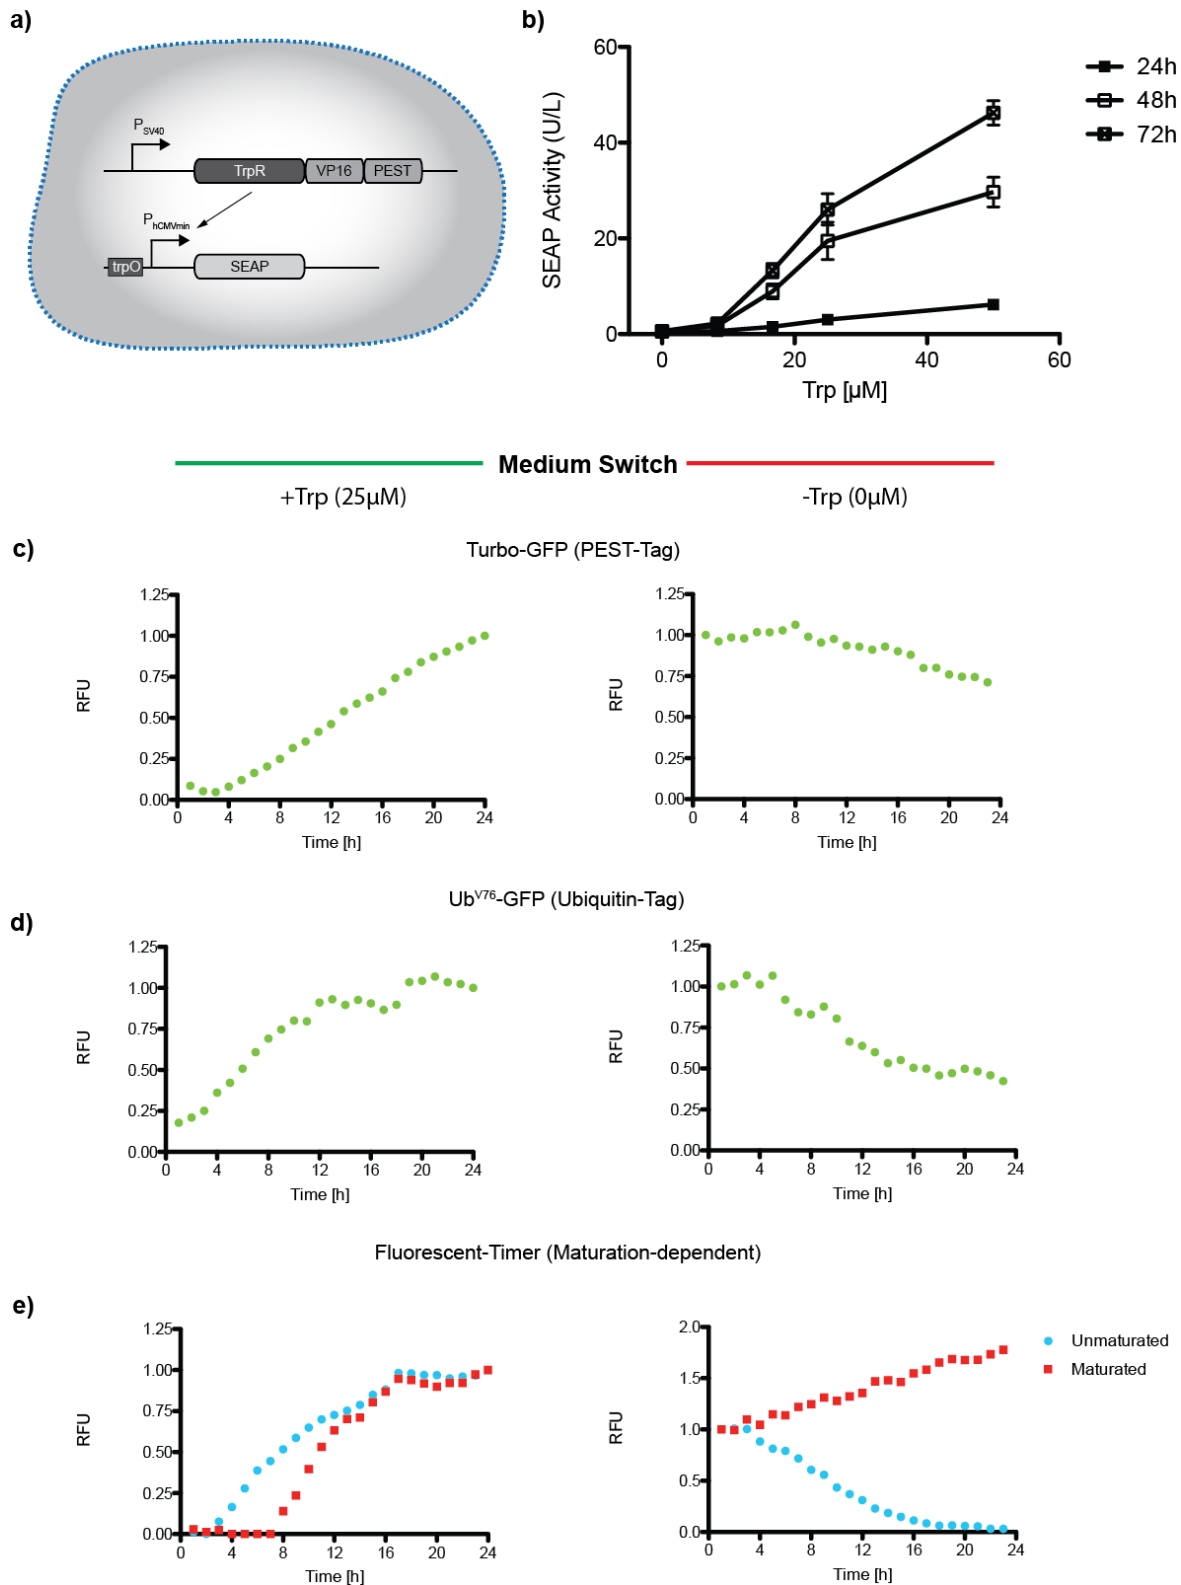 a)
P SV40
TrpR VP16 PEST
P hCMVmin
trpO SEAP
b)
60
40
20
0
SEAP Activity (U/L)
0 20 40 60
Trp [µM]
24h
48h
72h
Medium Switch
+Trp (25µM)
-Trp (0µM)
c)
Turbo-GFP (PEST-Tag)
1.25
1.00
0.75
0.50
0.25
0.00
RFU
0 4 8 12 16 20 24
Time [h]
1.25
1.00
0.75
0.50
0.25
0.00
RFU
0 4 8 12 16 20 24
Time [h]
d)
Ub^V76-GFP (Ubiquitin-Tag)
1.25
1.00
0.75
0.50
0.25
0.00
RFU
0 4 8 12 16 20 24
Time [h]
1.25
1.00
0.75
0.50
0.25
0.00
RFU
0 4 8 12 16 20 24
Time [h]
Fluorescent-Timer (Maturation-dependent)
e)
1.25
1.00
0.75
0.50
0.25
0.00
RFU
0 4 8 12 16 20 24
Time [h]
2.0
1.5
1.0
0.5
0.0
RFU
0 4 8 12 16 20 24
Time [h]
Unmaturated
Maturated